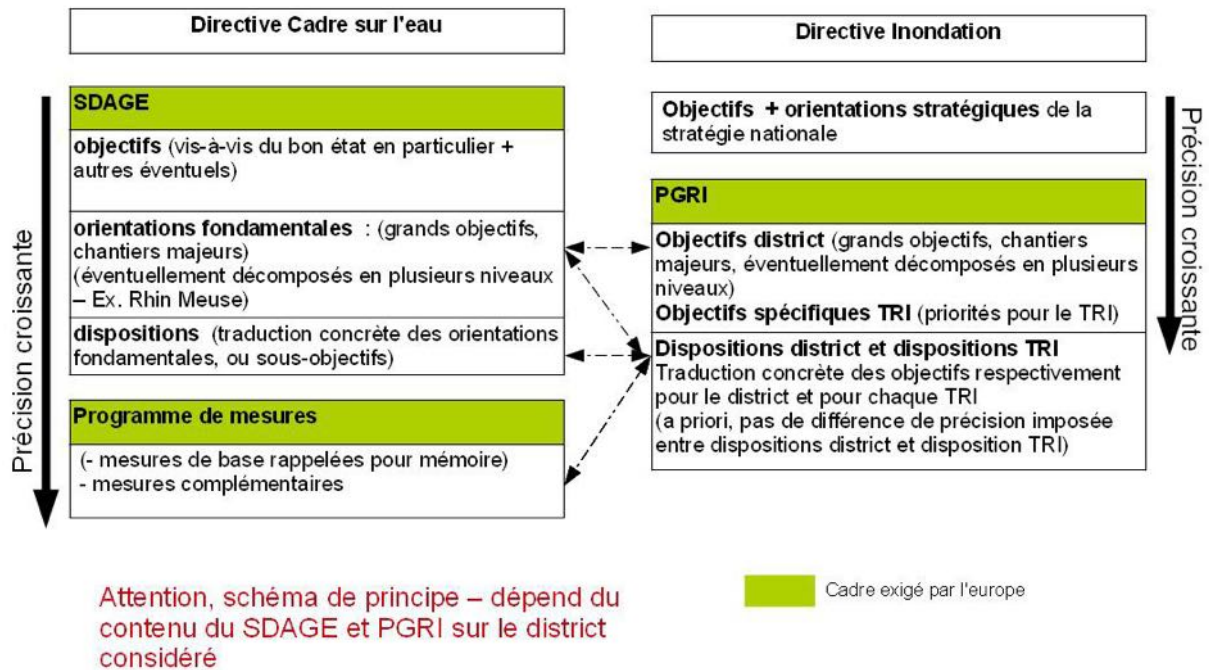 Directive Cadre sur l'eau
Précision croissante
SDAGE
objectifs (vis-à-vis du bon état en particulier +
autres éventuels)
orientations fondamentales : (grands objectifs,
chantiers majeurs)
(éventuellement décomposés en plusieurs niveaux
– Ex. Rhin Meuse)
dispositions (traduction concrète des orientations
fondamentales, ou sous-objectifs)
Programme de mesures
(- mesures de base rappelées pour mémoire)
- mesures complémentaires
Directive Inondation
Objectifs + orientations stratégiques de la
stratégie nationale
PGRI
Objectifs district (grands objectifs, chantiers
majeurs, éventuellement décomposés en plusieurs
niveaux)
Objectifs spécifiques TRI (priorités pour le TRI)
Dispositions district et dispositions TRI
Traduction concrète des objectifs respectivement
pour le district et pour chaque TRI
(a priori, pas de différence de précision imposée
entre dispositions district et disposition TRI)
Précision croissante
Attention, schéma de principe – dépend du
contenu du SDAGE et PGRI sur le district
considéré
Cadre exigé par l'europe